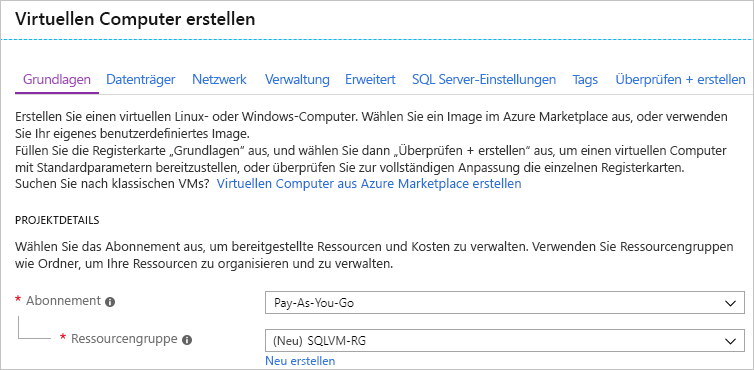 Virtuellen Computer erstellen
Grundlagen Datenträger Netzwerk Verwaltung Erweitert SQL Server-Einstellungen Tags Überprüfen + erstellen
Erstellen Sie einen virtuellen Linux- oder Windows-Computer. Wählen Sie ein Image im Azure Marketplace aus, oder verwenden
Sie Ihr eigenes benutzerdefiniertes Image.
Füllen Sie die Registerkarte „Grundlagen" aus, und wählen Sie dann „Überprüfen + erstellen" aus, um einen virtuellen Computer
mit Standardparametern bereitzustellen, oder überprüfen Sie zur vollständigen Anpassung die einzelnen Registerkarten.
Suchen Sie nach klassischen VMs? Virtuellen Computer aus Azure Marketplace erstellen
PROJEKTDETAILS
Wählen Sie das Abonnement aus, um bereitgestellte Ressourcen und Kosten zu verwalten. Verwenden Sie Ressourcengruppen
wie Ordner, um Ihre Ressourcen zu organisieren und zu verwalten.
* Abonnement Pay-As-You-Go
* Ressourcengruppe (Neu) SQLVM-RG
Neu erstellen